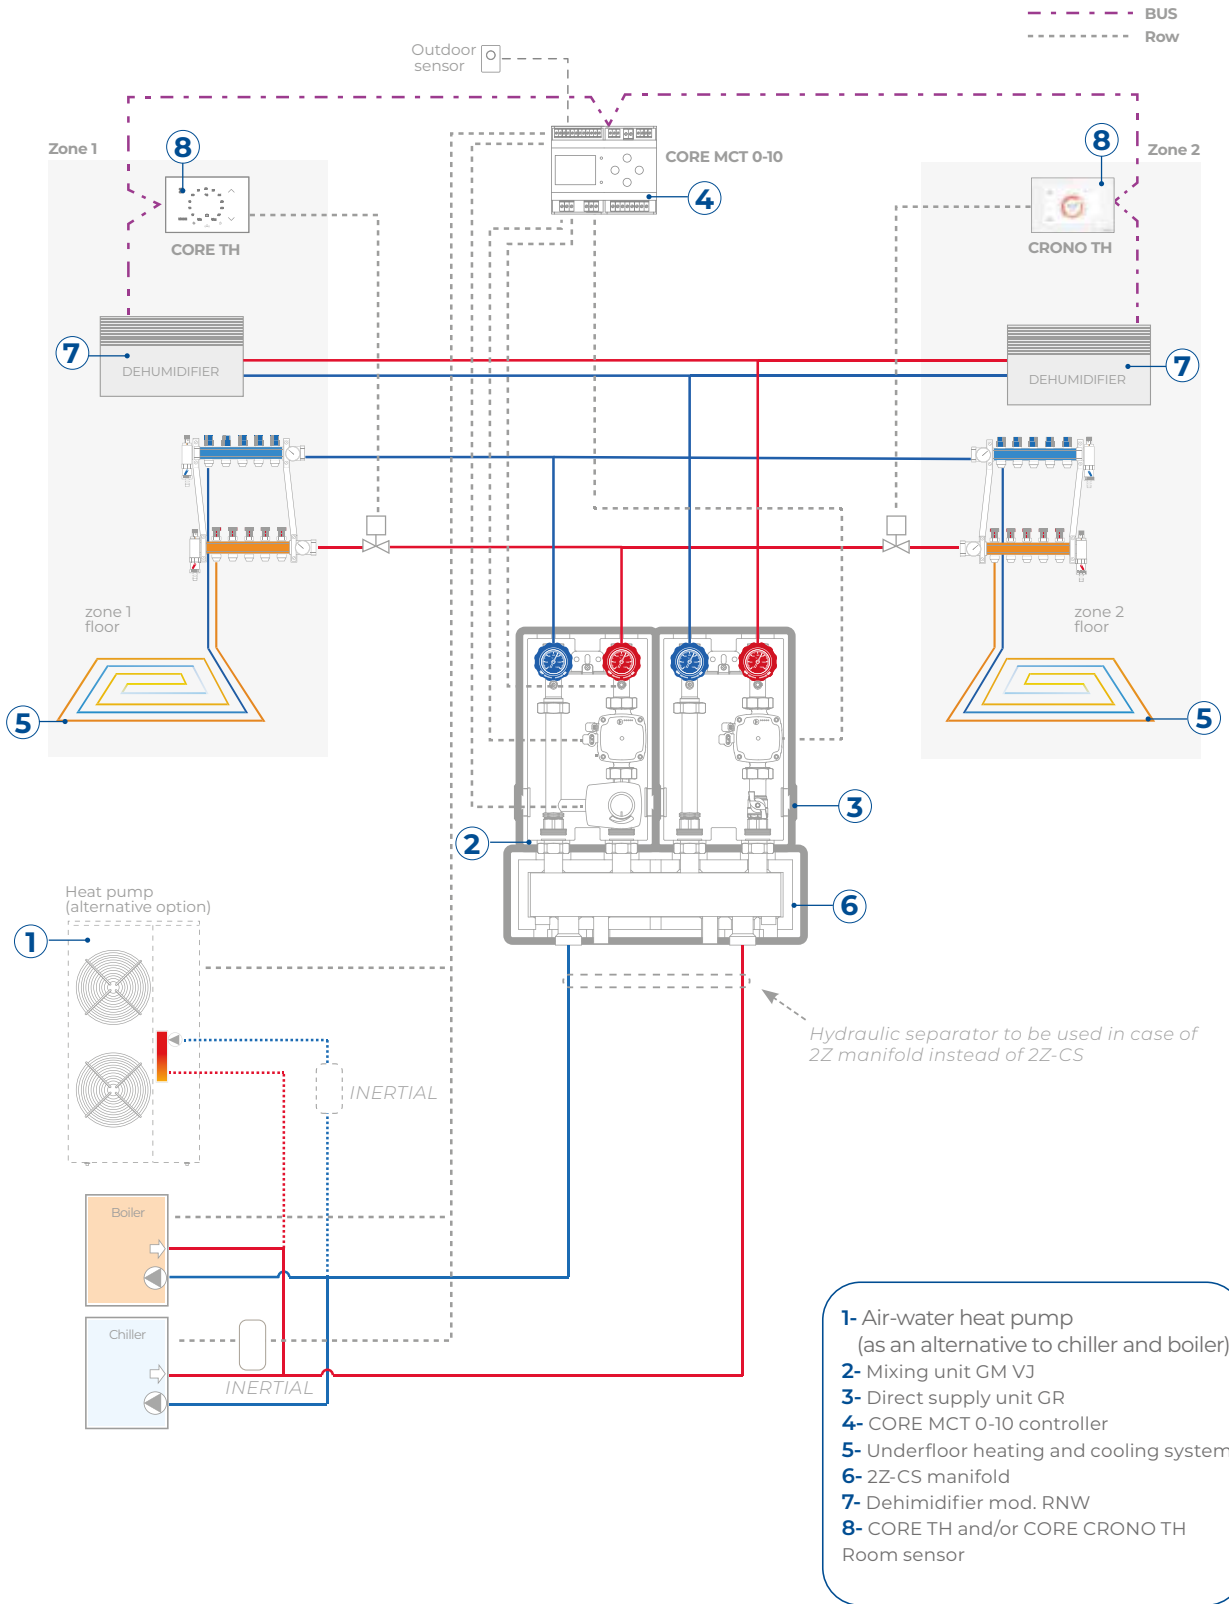 BUS
Row
Outdoor
sensor
Zone 1
8
CORE TH
CORE MCT 0-10
4
8
Zone 2
CRONO TH
7
DEHUMIDIFIER
DEHUMIDIFIER
7
zone 1
floor
5
zone 2
floor
5
2
3
6
Heat pump
(alternative option)
1
Hydraulic separator to be used in case of
2Z manifold instead of 2Z-CS
INERTIAL
Boiler
Chiller
INERTIAL
1- Air-water heat pump
(as an alternative to chiller and boiler)
2- Mixing unit GM VJ
3- Direct supply unit GR
4- CORE MCT 0-10 controller
5- Underfloor heating and cooling system
6- 2Z-CS manifold
7- Dehimidifier mod. RNW
8- CORE TH and/or CORE CRONO TH
Room sensor